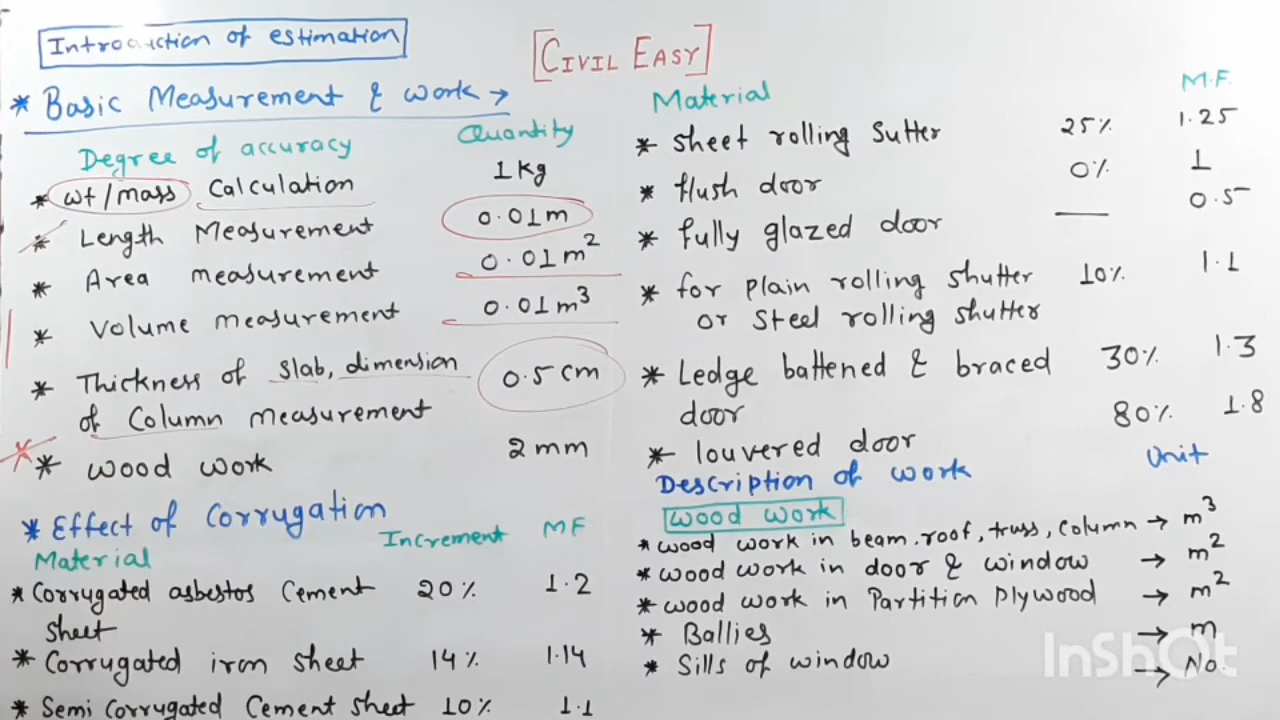 Introduction of estimation
[CIVIL EASY]
* Basic Measurement & work →
Degree of accuracy Quantity
* wt/mass Calculation 1 Kg
* Length Measurement 0.01m
* Area measurement 0.01m²
* Volume measurement 0.01m³
* Thickness of slab, dimension
of Column measurement 0.5 cm
* wood work 2mm
* Effect of Corrugation
Material Increment MF
* Corrugated asbestos Cement 20% 1.2
sheet
* Corrugated iron sheet 14% 1.14
* Semi corrugated Cement sheet 10% 1.1
Material M.F.
* sheet rolling Sutter 25% 1.25
* flush door 0% 1
* fully glazed door — 0.5
* for plain rolling shutter 10% 1.1
or steel rolling shutter
* Ledge battened & braced 30% 1.3
door
* louvered door 80% 1.8
Description of work Unit
wood work
* wood work in beam, roof, truss, column → m³
* wood work in door & window → m²
* wood work in Partition plywood → m²
* Ballies → m
* Sills of window → No.
InShOt